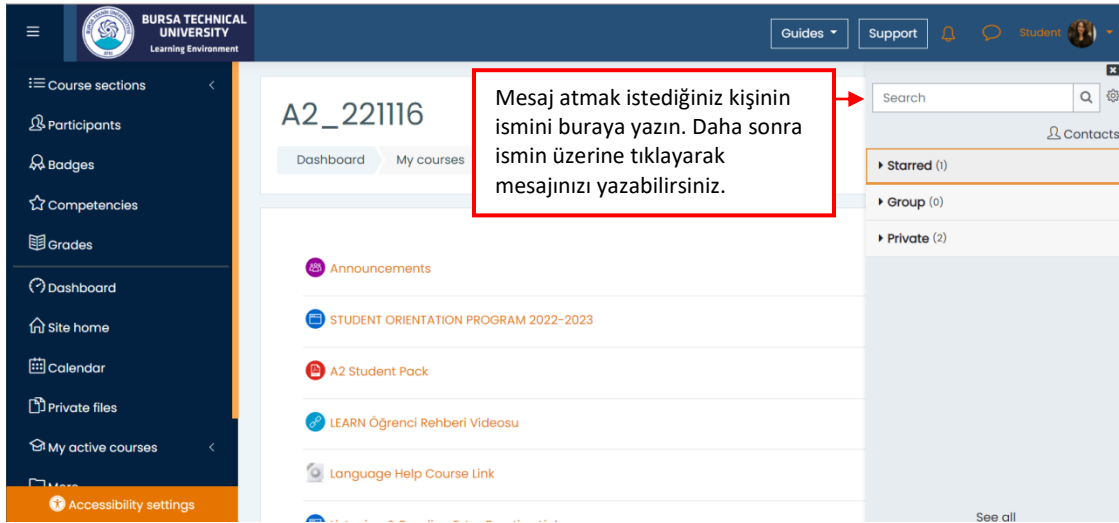 BURSA TECHNICAL
UNIVERSITY
Learning Environment
Guides
Support
Student
Course sections
Participants
Badges
Competencies
Grades
Dashboard
Site home
Calendar
Private files
My active courses
More
Accessibility settings
A2_221116
Dashboard
My courses
Mesaj atmak istediğiniz kişinin
ismini buraya yazın. Daha sonra
ismin üzerine tıklayarak
mesajınızı yazabilirsiniz.
Announcements
STUDENT ORIENTATION PROGRAM 2022-2023
A2 Student Pack
LEARN Öğrenci Rehberi Videosu
Language Help Course Link
Search
Contacts
Starred (1)
Group (0)
Private (2)
See all